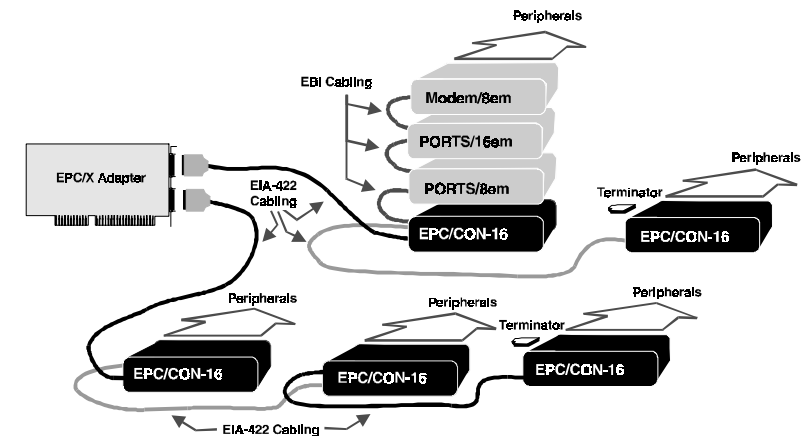 Peripherals
EBI Cabling
Modem/8em
PORTS/16em
EPC/X Adapter
EIA-422
Cabling
PORTS/8em
Peripherals
Terminator
EPC/CON-16
EPC/CON-16
Peripherals
Peripherals
Peripherals
Terminator
EPC/CON-16
EPC/CON-16
EPC/CON-16
EIA-422 Cabling